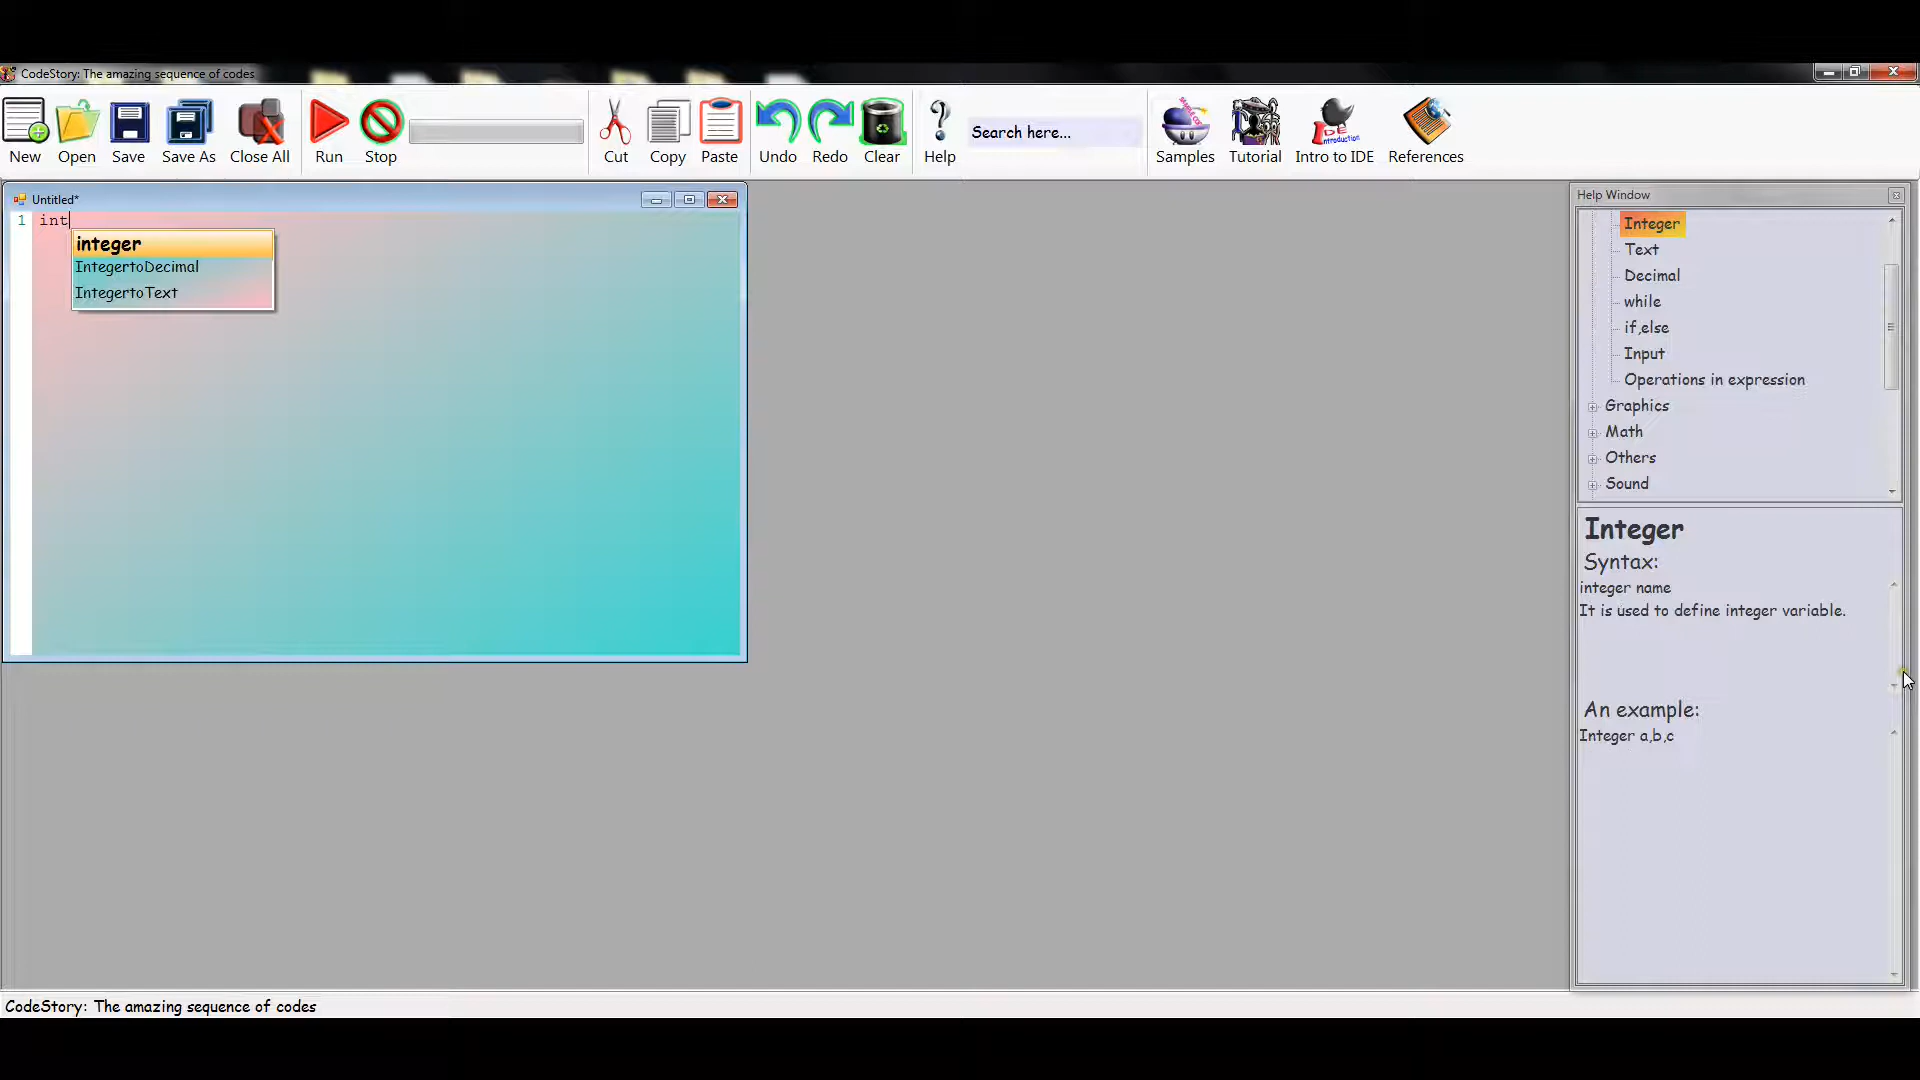 CodeStory: The amazing sequence of codes
New Open Save Save As Close All Run Stop Cut Copy Paste Undo Redo Clear Help Search here... Samples Tutorial Intro to IDE References
Untitled*
1 int
integer
IntegertoDecimal
IntegertoText
Help Window
Integer
Text
Decimal
while
if,else
Input
Operations in expression
Graphics
Math
Others
Sound
Integer
Syntax:
integer name
It is used to define integer variable.
An example:
Integer a,b,c
CodeStory: The amazing sequence of codes